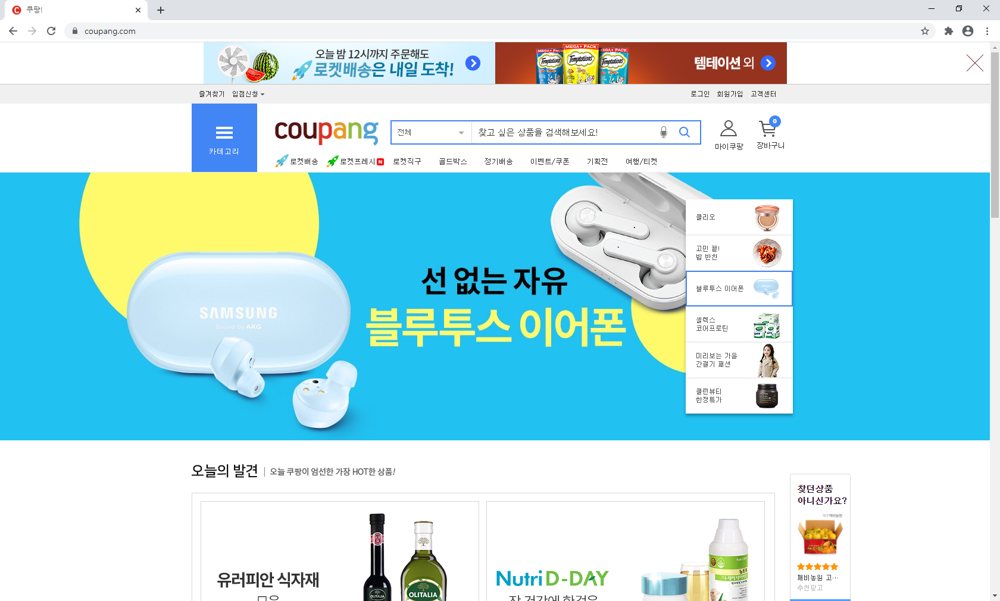 쿠팡!
coupang.com
오늘 밤 12시까지 주문해도
로켓배송은 내일 도착!
MEGA PACK
MEGA PACK
MEGA PACK
Temptations
Temptations
Temptations
템테이션 외
즐겨찾기 입점신청
로그인 회원가입 고객센터
카테고리
coupang
전체
찾고 싶은 상품을 검색해보세요!
마이쿠팡
0
장바구니
로켓배송 로켓프레시 N 로켓직구 골드박스 정기배송 이벤트/쿠폰 기획전 여행/티켓
SAMSUNG
Sound by AKG
선 없는 자유
블루투스 이어폰
클리오
고민 끝!
밥 반찬
블루투스 이어폰
셀렉스
코어프로틴
미리보는 가을
간절기 패션
클린뷰티
한정특가
오늘의 발견
오늘 쿠팡이 엄선한 가장 HOT한 상품!
찾던상품
아니신가요?
깨비농원 고...
추천광고
유러피안 식자재
모음
OLITALIA
OLITALIA
Nutri D-DAY